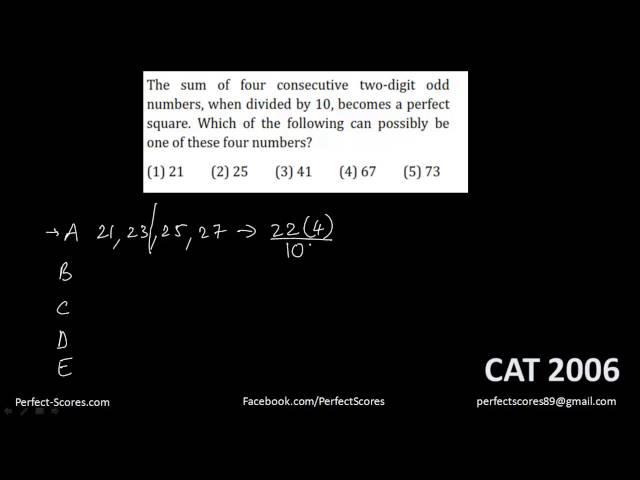 The sum of four consecutive two-digit odd
numbers, when divided by 10, becomes a perfect
square. Which of the following can possibly be
one of these four numbers?
(1) 21 (2) 25 (3) 41 (4) 67 (5) 73
→ A 21, 23, 25, 27 → 22(4)
10
B
C
D
E
CAT 2006
Perfect-Scores.com Facebook.com/PerfectScores perfectscores89@gmail.com